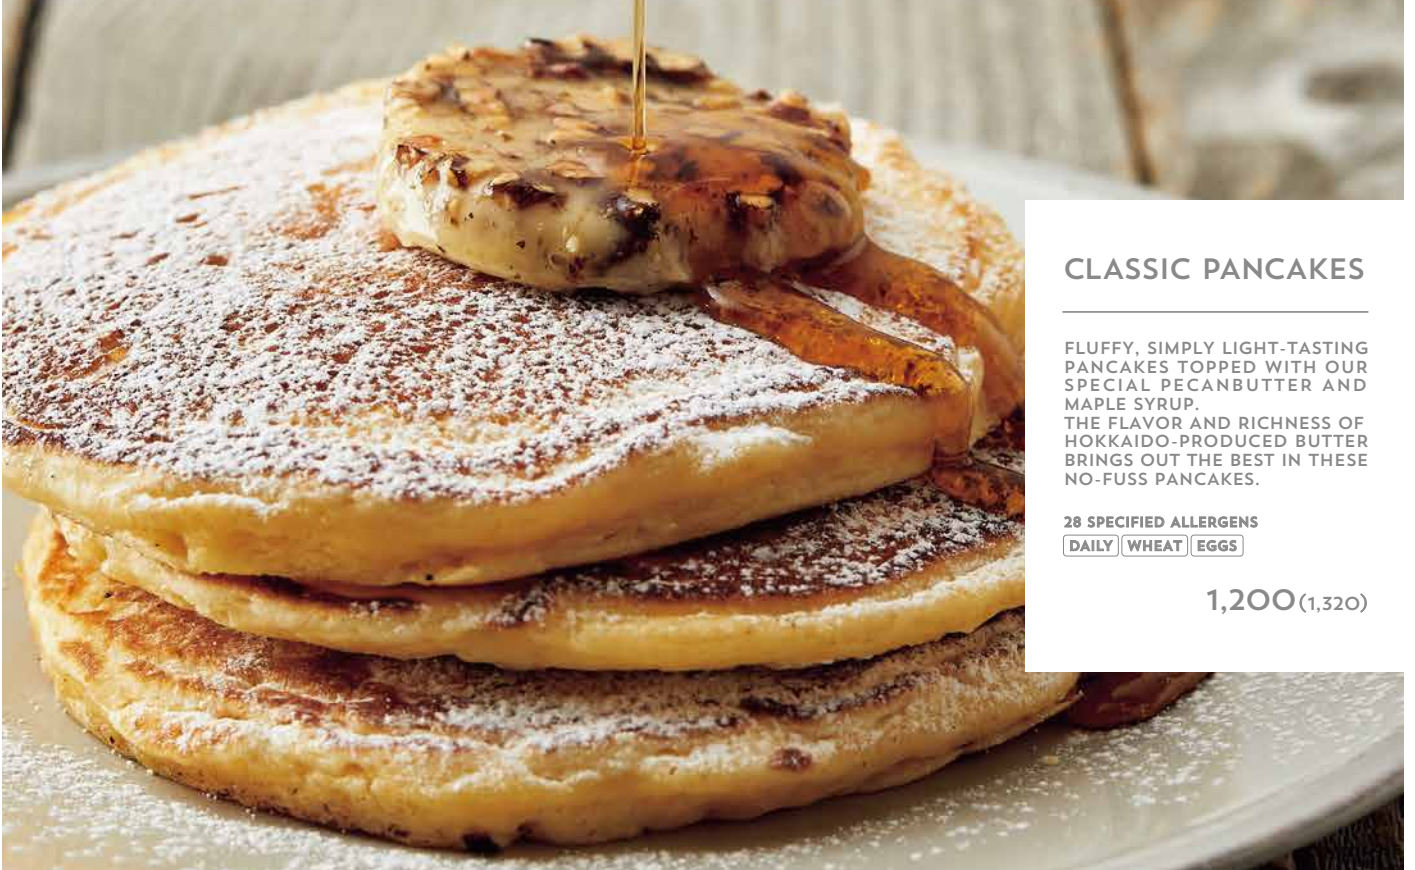 CLASSIC PANCAKES
FLUFFY, SIMPLY LIGHT-TASTING
PANCAKES TOPPED WITH OUR
SPECIAL PECANBUTTER AND
MAPLE SYRUP.
THE FLAVOR AND RICHNESS OF
HOKKAIDO-PRODUCED BUTTER
BRINGS OUT THE BEST IN THESE
NO-FUSS PANCAKES.
28 SPECIFIED ALLERGENS
DAILY WHEAT EGGS
1,200(1,320)